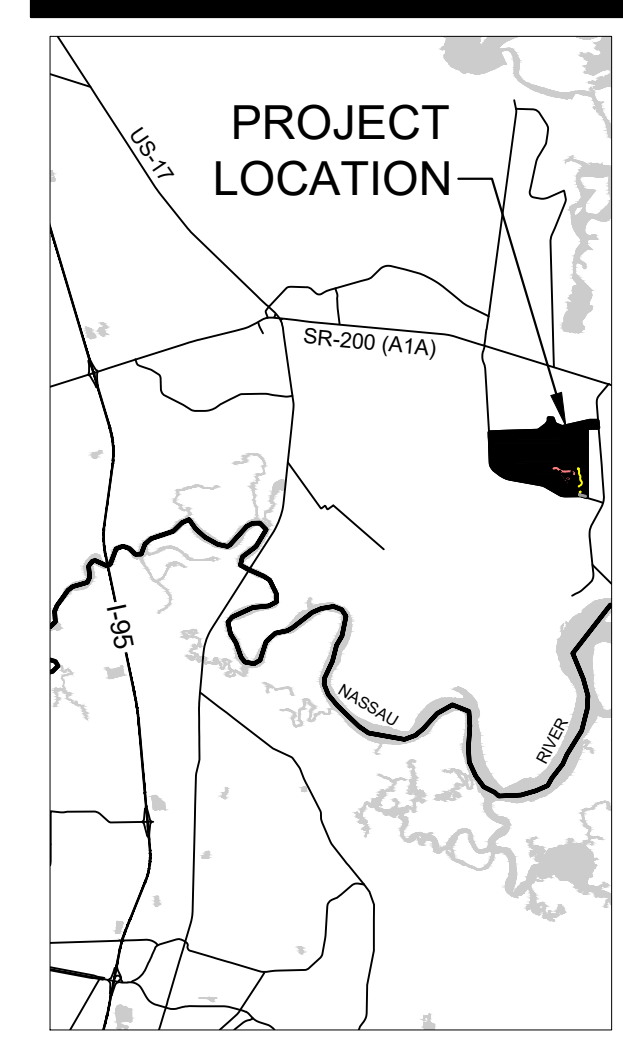 PROJECT
LOCATION
US-17
SR-200 (A1A)
I-95
NASSAU
RIVER